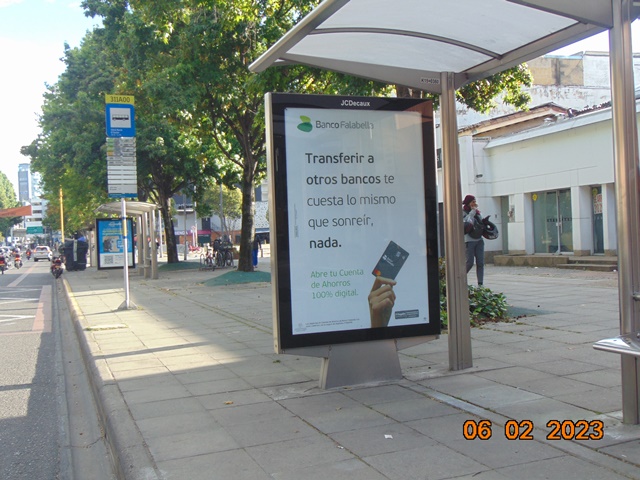 311A00
JCDecaux
Banco Falabella
Transferir a
otros bancos te
cuesta lo mismo
que sonreír,
nada.
Abre tu Cuenta
de Ahorros
100% digital.
06 02 2023